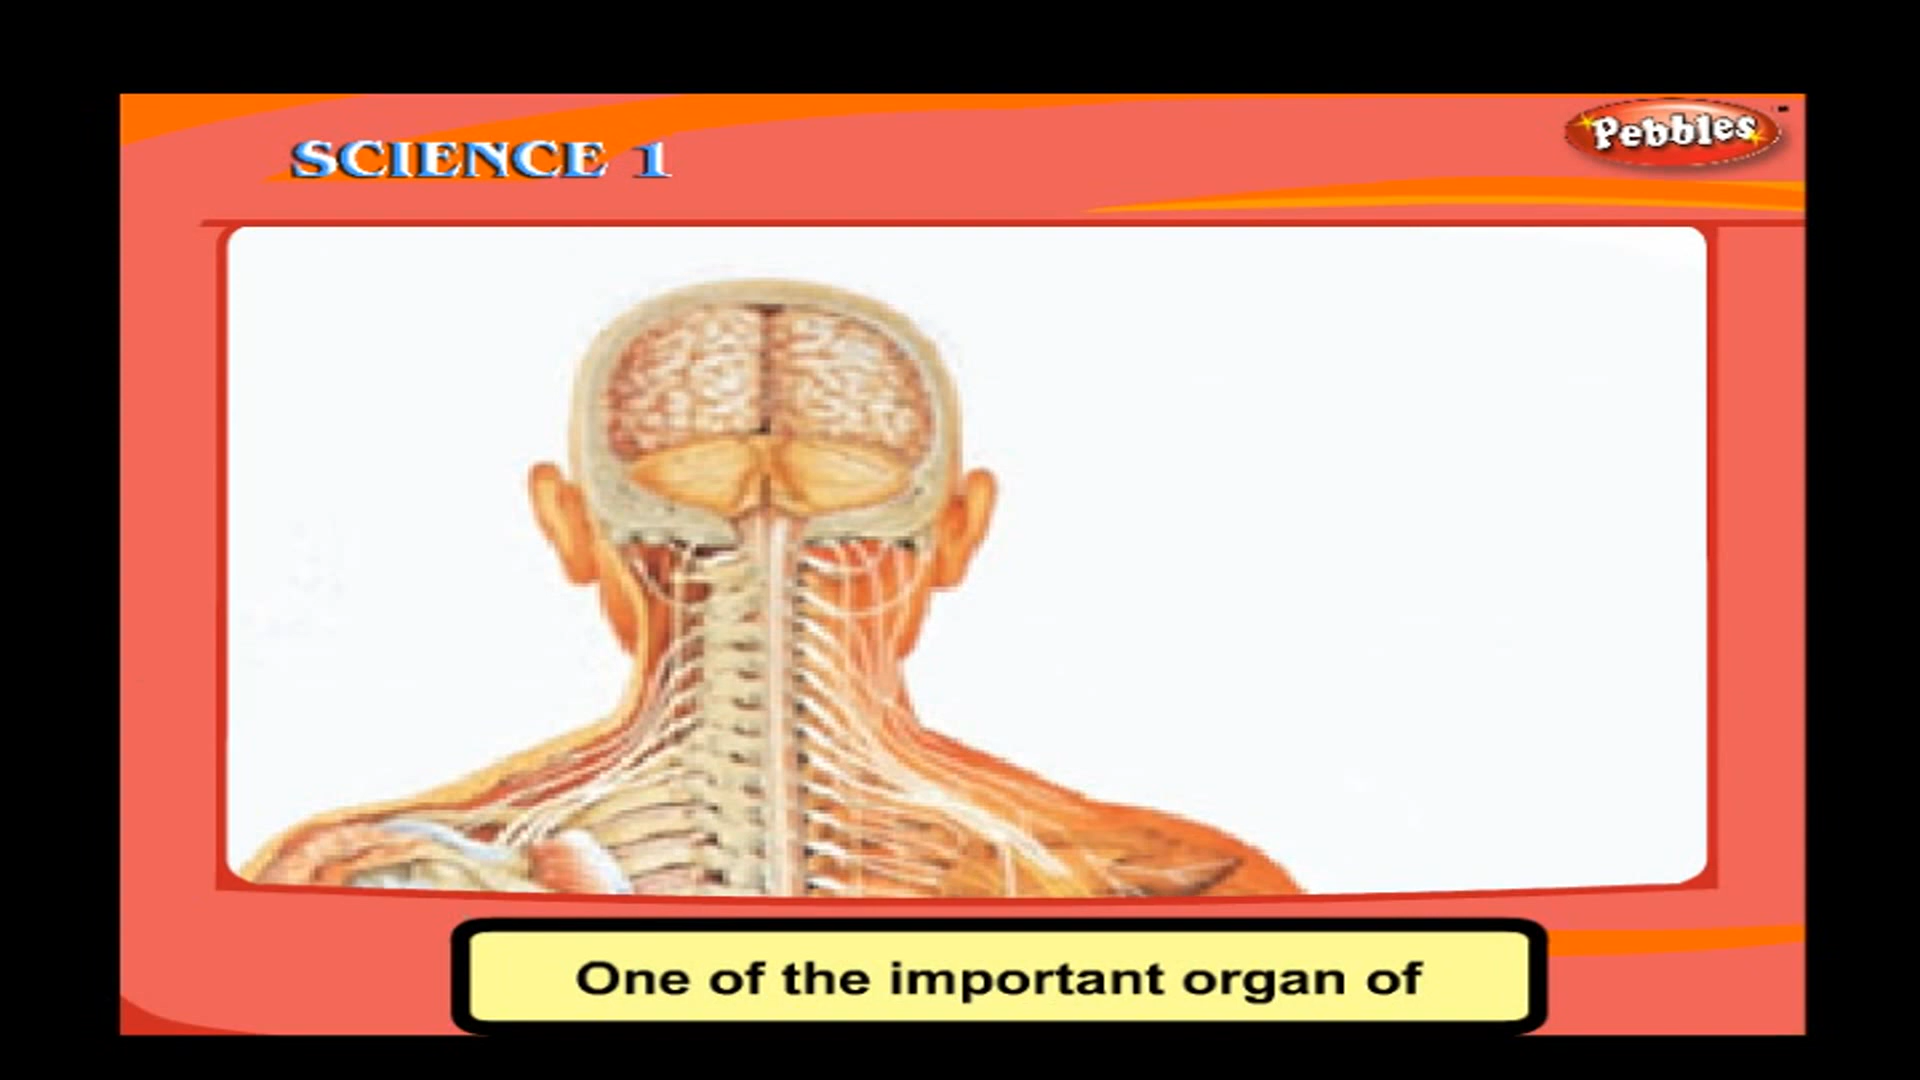 SCIENCE 1
Pebbles
One of the important organ of